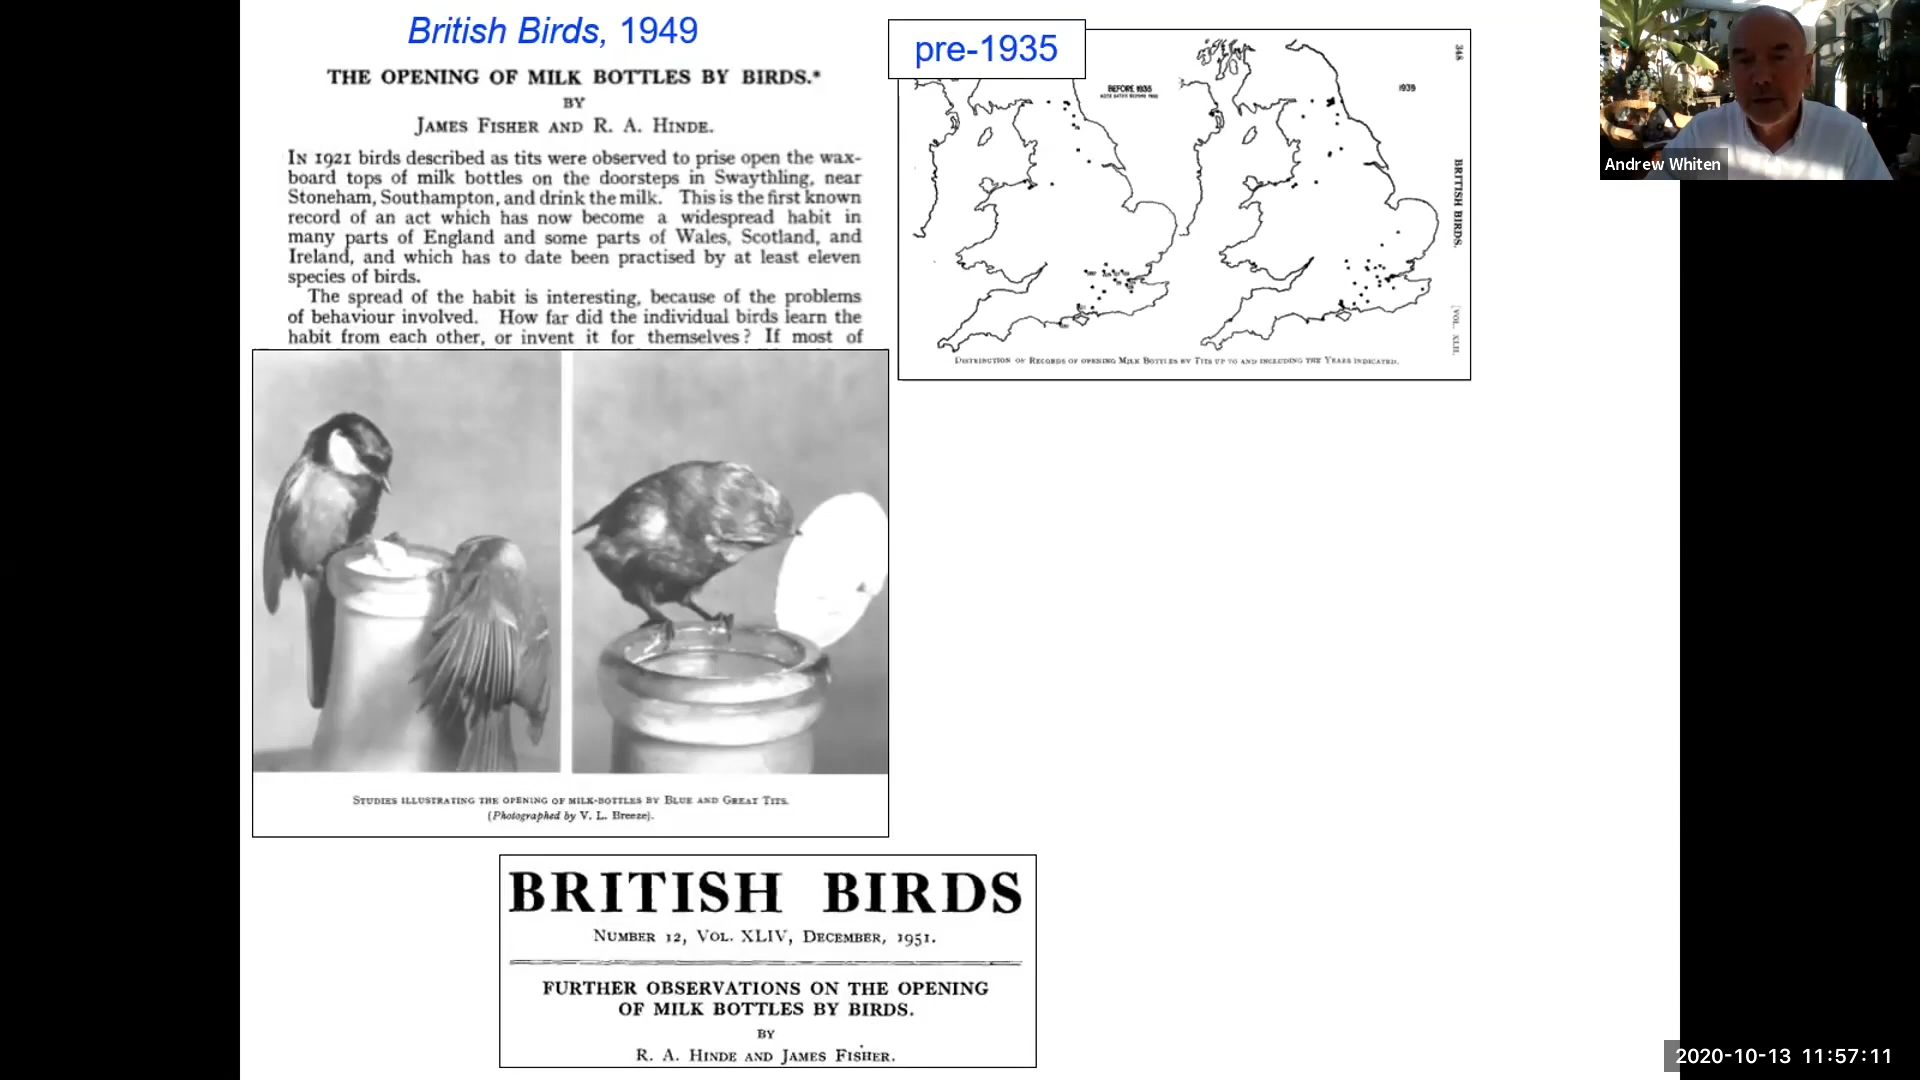 British Birds, 1949
THE OPENING OF MILK BOTTLES BY BIRDS.*
BY
JAMES FISHER AND R. A. HINDE.
IN 1921 birds described as tits were observed to prise open the wax-
board tops of milk bottles on the doorsteps in Swaythling, near
Stoneham, Southampton, and drink the milk. This is the first known
record of an act which has now become a widespread habit in
many parts of England and some parts of Wales, Scotland, and
Ireland, and which has to date been practised by at least eleven
species of birds.
The spread of the habit is interesting, because of the problems
of behaviour involved. How far did the individual birds learn the
habit from each other, or invent it for themselves? If most of
STUDIES ILLUSTRATING THE OPENING OF MILK-BOTTLES BY BLUE AND GREAT TITS.
(Photographed by V. L. Breeze).
pre-1935
BEFORE 1935
1939
348
BRITISH BIRDS.
[VOL. XLII.
DISTRIBUTION OF RECORDS OF OPENING MILK BOTTLES BY TITS UP TO AND INCLUDING THE YEARS INDICATED.
BRITISH BIRDS
NUMBER 12, VOL. XLIV, DECEMBER, 1951.
FURTHER OBSERVATIONS ON THE OPENING
OF MILK BOTTLES BY BIRDS.
BY
R. A. HINDE AND JAMES FISHER.
Andrew Whiten
2020-10-13 11:57:11